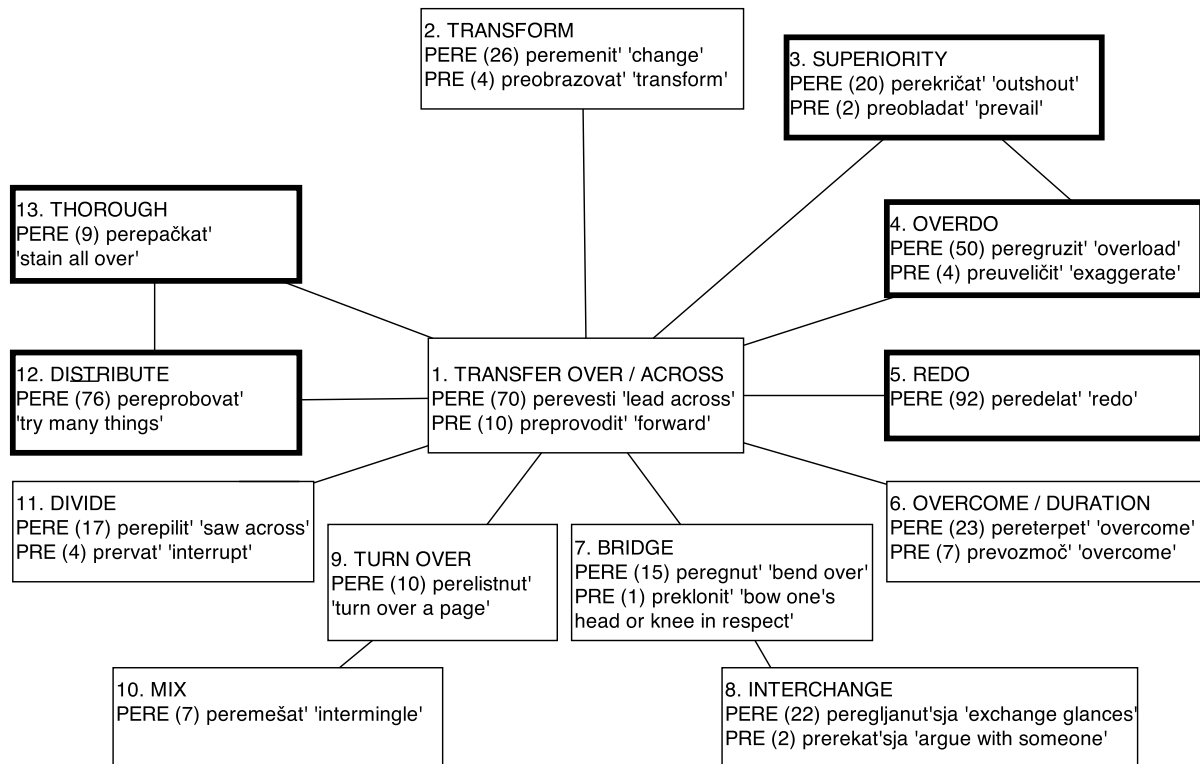 2. TRANSFORM
PERE (26) peremenit' 'change'
PRE (4) preobrazovat' 'transform'
3. SUPERIORITY
PERE (20) perekričat' 'outshout'
PRE (2) preobladat' 'prevail'
13. THOROUGH
PERE (9) perepačkat'
'stain all over'
4. OVERDO
PERE (50) peregruzit' 'overload'
PRE (4) preuveličit' 'exaggerate'
12. DISTRIBUTE
PERE (76) pereprobovat'
'try many things'
1. TRANSFER OVER / ACROSS
PERE (70) perevesti 'lead across'
PRE (10) preprovodit' 'forward'
5. REDO
PERE (92) peredelat' 'redo'
11. DIVIDE
PERE (17) perepilit' 'saw across'
PRE (4) prervat' 'interrupt'
6. OVERCOME / DURATION
PERE (23) pereterpet' 'overcome'
PRE (7) prevozmoč' 'overcome'
9. TURN OVER
PERE (10) perelistnut'
'turn over a page'
7. BRIDGE
PERE (15) peregnut' 'bend over'
PRE (1) preklonit' 'bow one's
head or knee in respect'
10. MIX
PERE (7) peremešat' 'intermingle'
8. INTERCHANGE
PERE (22) peregljanut'sja 'exchange glances'
PRE (2) prerekat'sja 'argue with someone'